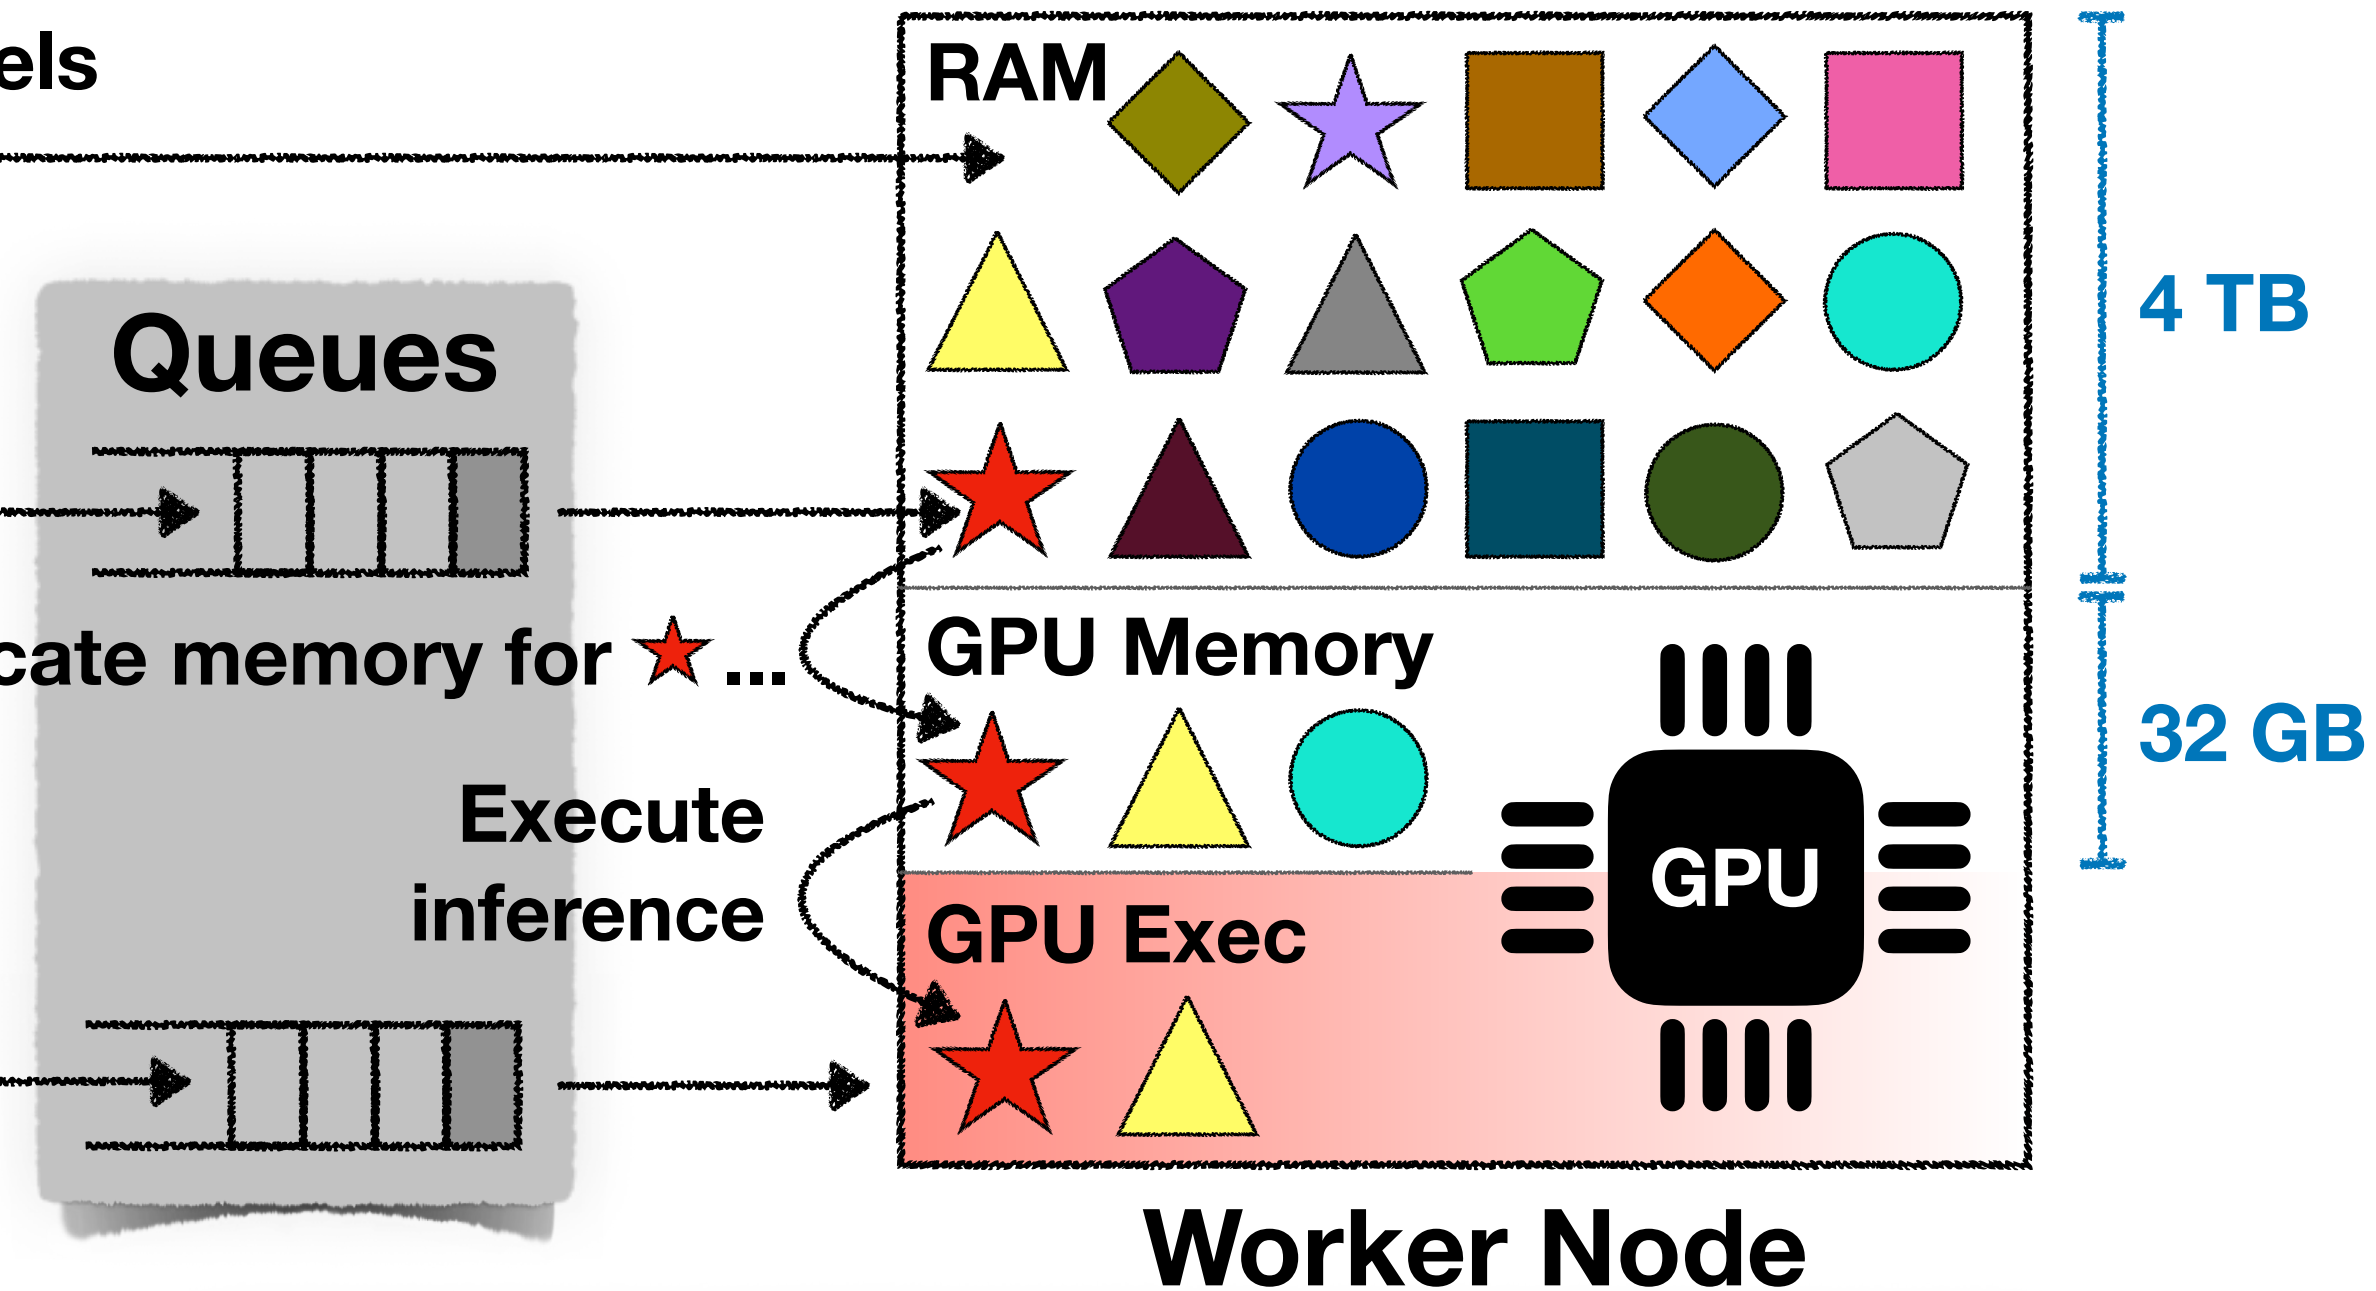 els
RAM
Queues
4 TB
cate memory for ...
GPU Memory
32 GB
Execute
inference
GPU
GPU Exec
Worker Node